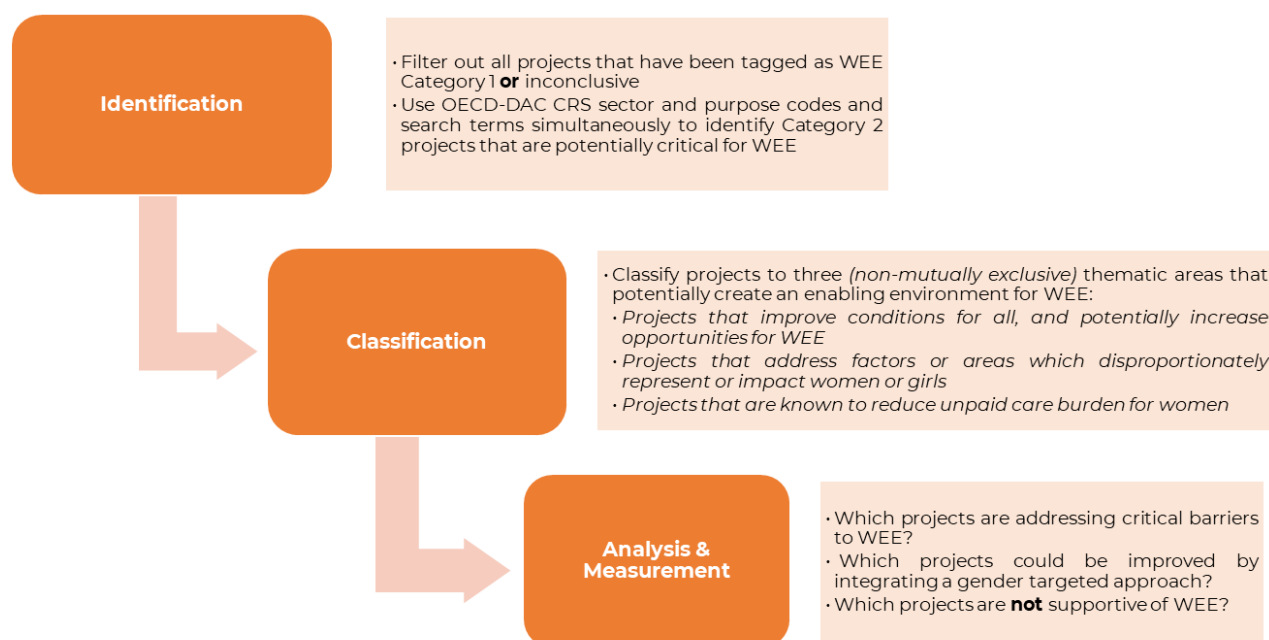 Identification
· Filter out all projects that have been tagged as WEE
Category 1 or inconclusive
· Use OECD-DAC CRS sector and purpose codes and
search terms simultaneously to identify Category 2
projects that are potentially critical for WEE
Classification
· Classify projects to three (non-mutually exclusive) thematic areas that
potentially create an enabling environment for WEE:
· Projects that improve conditions for all, and potentially increase
opportunities for WEE
· Projects that address factors or areas which disproportionately
represent or impact women or girls
· Projects that are known to reduce unpaid care burden for women
Analysis &
Measurement
· Which projects are addressing critical barriers
to WEE?
· Which projects could be improved by
integrating a gender targeted approach?
· Which projects are not supportive of WEE?